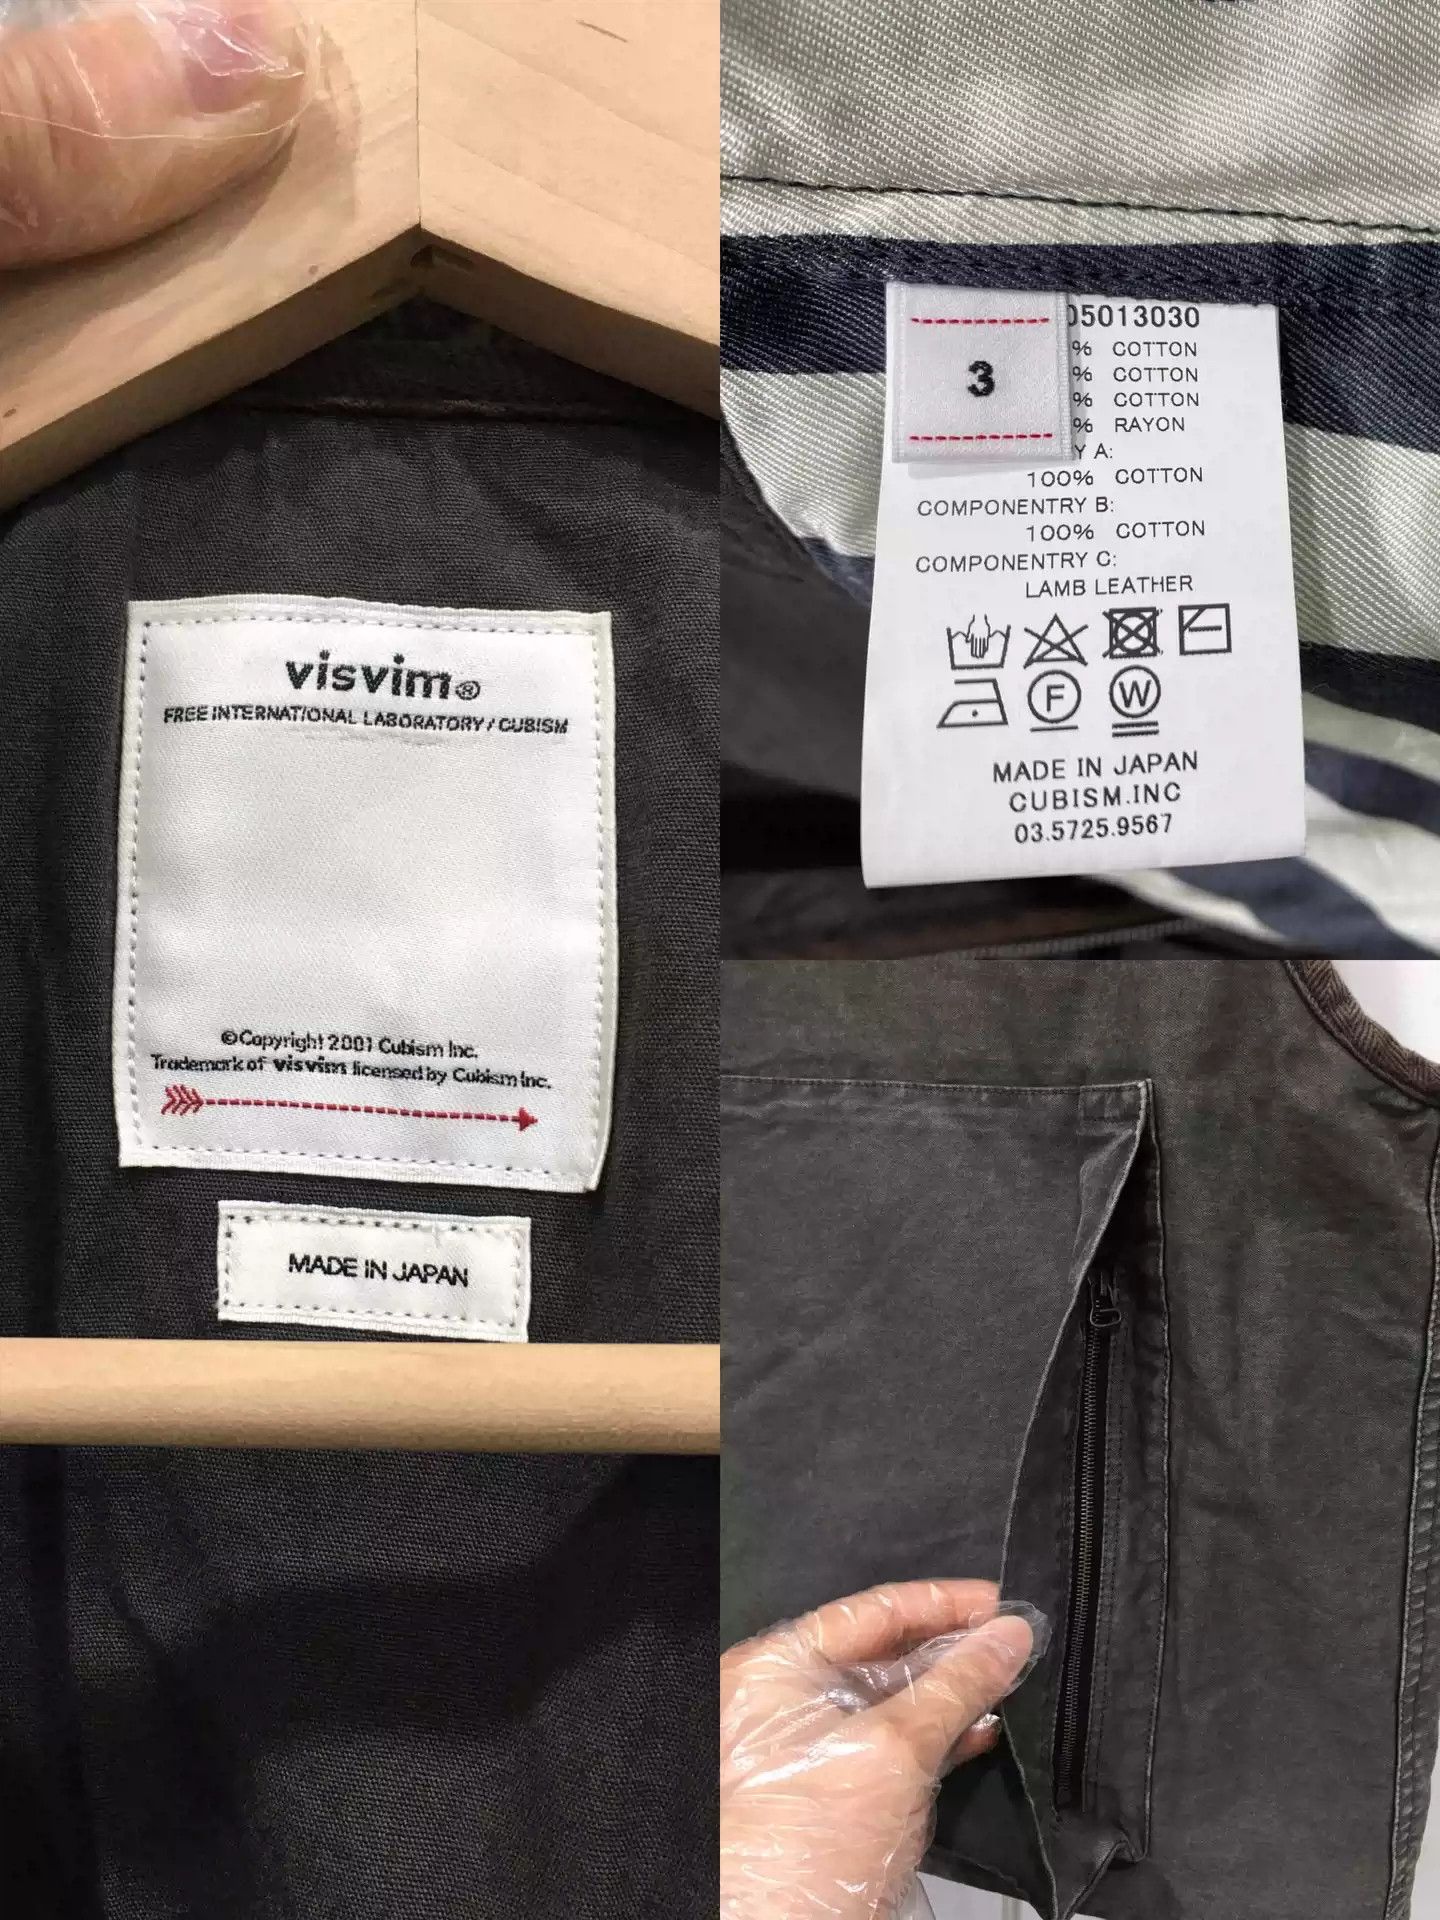 visvim®
FREE INTERNATIONAL LABORATORY / CUBISM
©Copyright 2001 Cubism Inc.
Trademark of visvim licensed by Cubism Inc.
MADE IN JAPAN
3
05013030
% COTTON
% COTTON
% COTTON
% RAYON
Y A:
100% COTTON
COMPONENTRY B:
100% COTTON
COMPONENTRY C:
LAMB LEATHER
F W
MADE IN JAPAN
CUBISM.INC
03.5725.9567